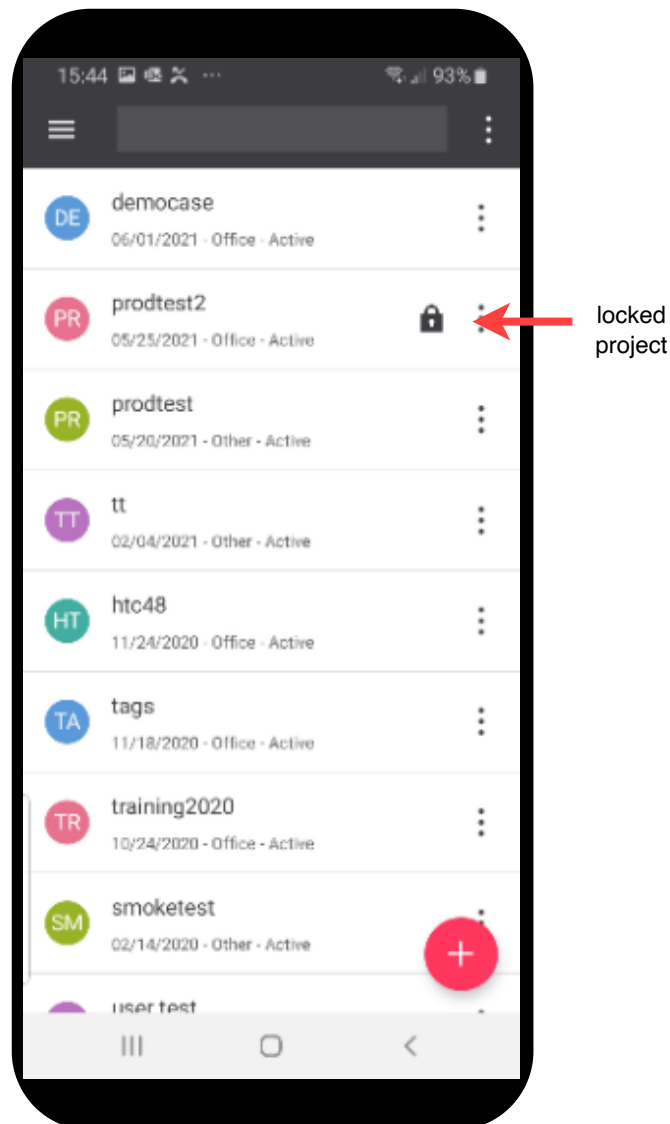 15:44 ... 93%
DE democase
06/01/2021 - Office - Active
PR prodtest2
05/25/2021 - Office - Active
locked
project
PR prodtest
05/20/2021 - Other - Active
TT tt
02/04/2021 - Other - Active
HT htc48
11/24/2020 - Office - Active
TA tags
11/18/2020 - Office - Active
TR training2020
10/24/2020 - Office - Active
SM smoketest
02/14/2020 - Other - Active
user test